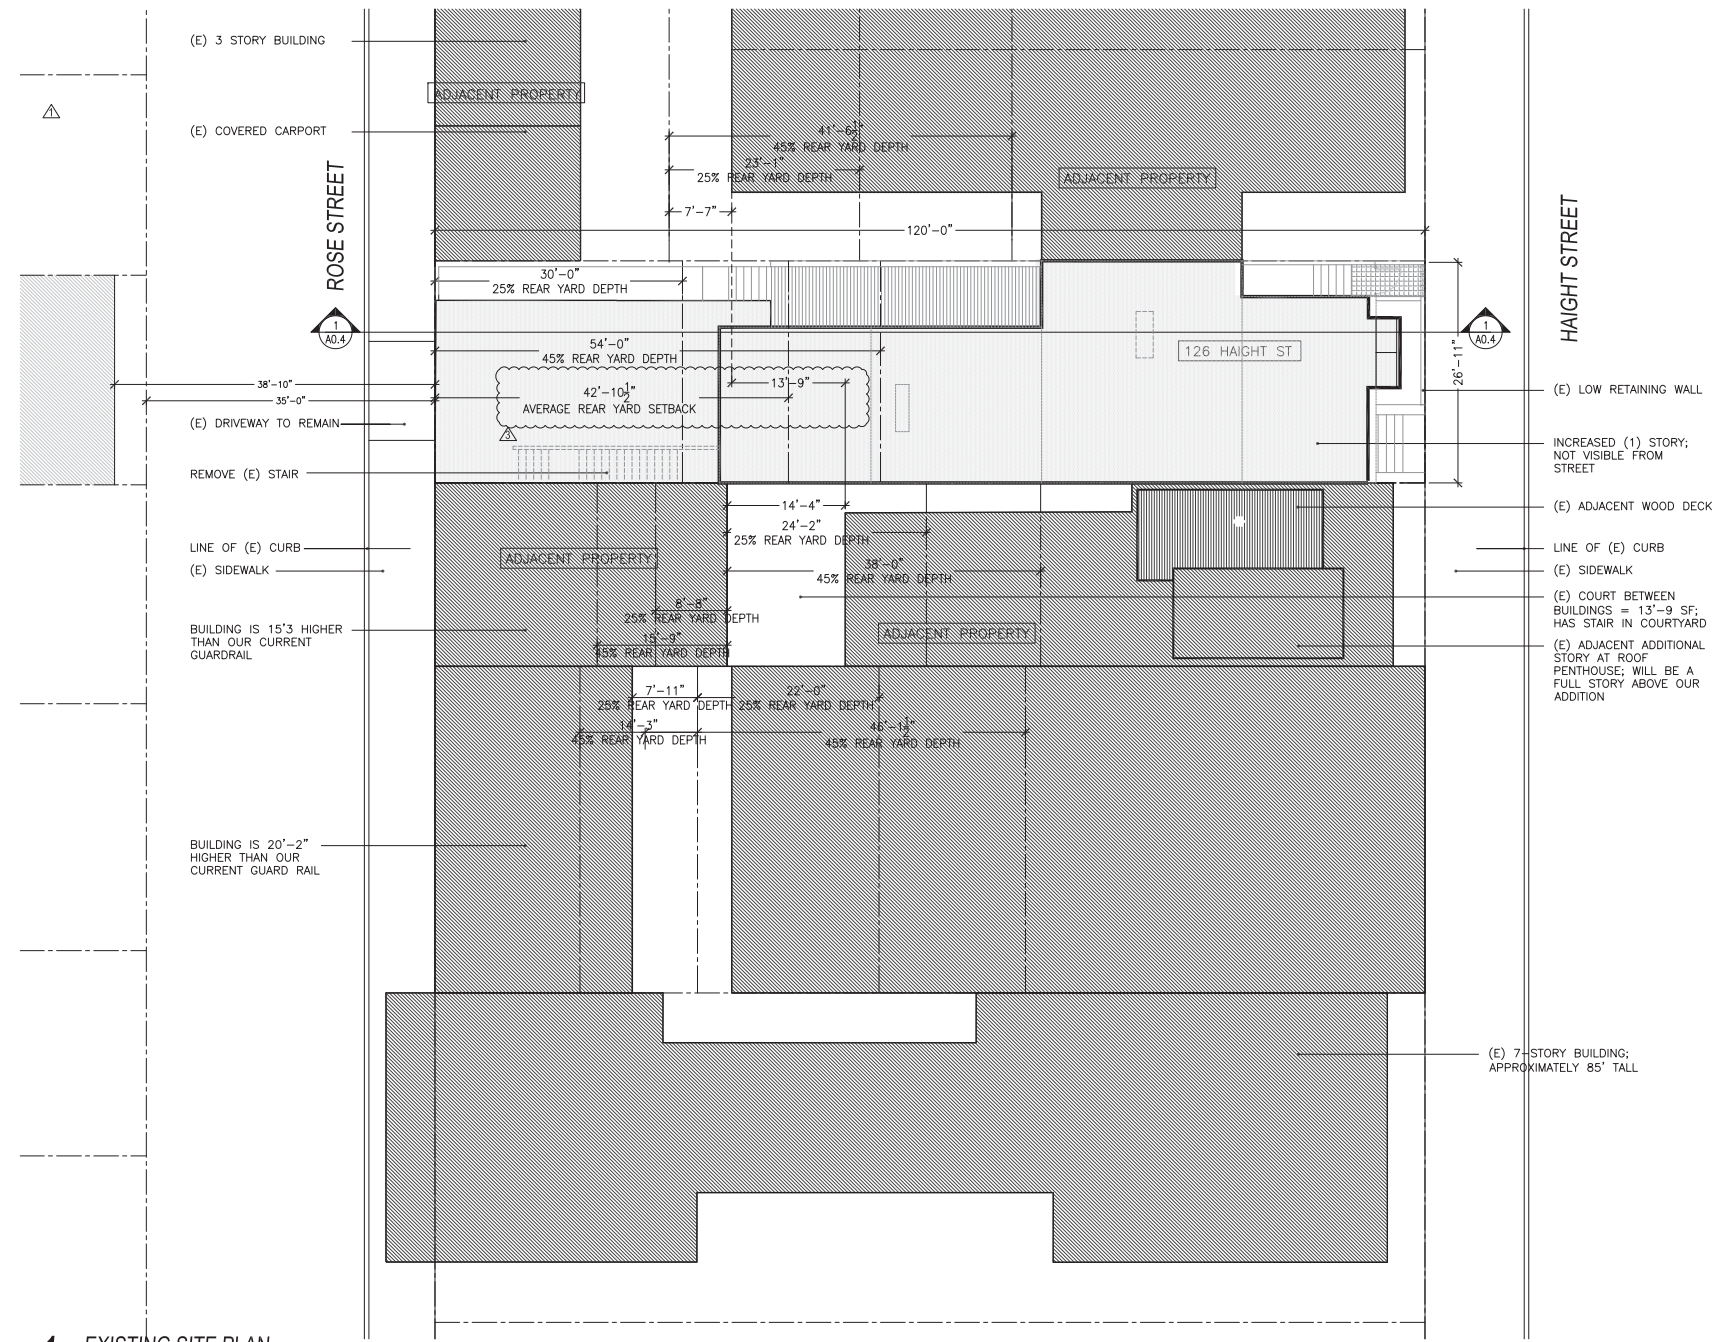 (E) 3 STORY BUILDING
ADJACENT PROPERTY
1
(E) COVERED CARPORT
41'-6½"
45% REAR YARD DEPTH
23'-1"
25% REAR YARD DEPTH
ADJACENT PROPERTY
ROSE STREET
HAIGHT STREET
7'-7"
120'-0"
30'-0"
25% REAR YARD DEPTH
1
A0.4
1
A0.4
54'-0"
45% REAR YARD DEPTH
126 HAIGHT ST
26'-11"
38'-10"
35'-0"
13'-9"
42'-10½"
AVERAGE REAR YARD SETBACK
3
(E) LOW RETAINING WALL
(E) DRIVEWAY TO REMAIN
INCREASED (1) STORY;
NOT VISIBLE FROM
STREET
REMOVE (E) STAIR
14'-4"
(E) ADJACENT WOOD DECK
24'-2"
25% REAR YARD DEPTH
LINE OF (E) CURB
ADJACENT PROPERTY
LINE OF (E) CURB
(E) SIDEWALK
38'-0"
45% REAR YARD DEPTH
(E) SIDEWALK
8'-8"
25% REAR YARD DEPTH
(E) COURT BETWEEN
BUILDINGS = 13'-9 SF;
HAS STAIR IN COURTYARD
BUILDING IS 15'3 HIGHER
THAN OUR CURRENT
GUARDRAIL
15'-9"
45% REAR YARD DEPTH
ADJACENT PROPERTY
(E) ADJACENT ADDITIONAL
STORY AT ROOF
PENTHOUSE; WILL BE A
FULL STORY ABOVE OUR
ADDITION
7'-11"
25% REAR YARD DEPTH
22'-0"
25% REAR YARD DEPTH
14'-3"
45% REAR YARD DEPTH
46'-1½"
45% REAR YARD DEPTH
BUILDING IS 20'-2"
HIGHER THAN OUR
CURRENT GUARD RAIL
(E) 7-STORY BUILDING;
APPROXIMATELY 85' TALL
EXISTING SITE PLAN